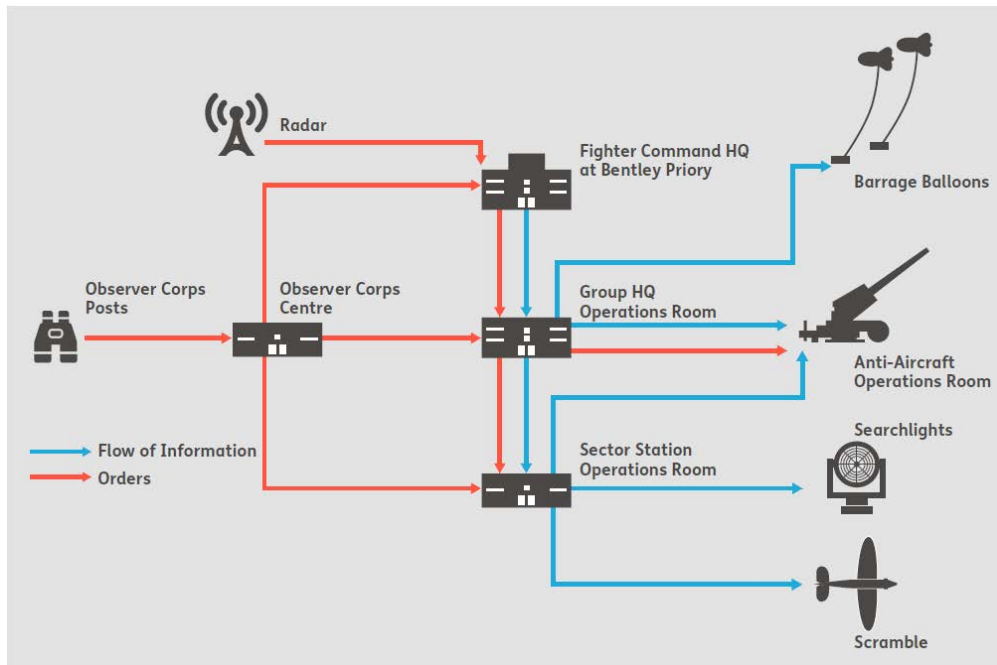 Radar
Fighter Command HQ
at Bentley Priory
Barrage Balloons
Observer Corps
Posts
Observer Corps
Centre
Group HQ
Operations Room
Anti-Aircraft
Operations Room
Flow of Information
Orders
Sector Station
Operations Room
Searchlights
Scramble